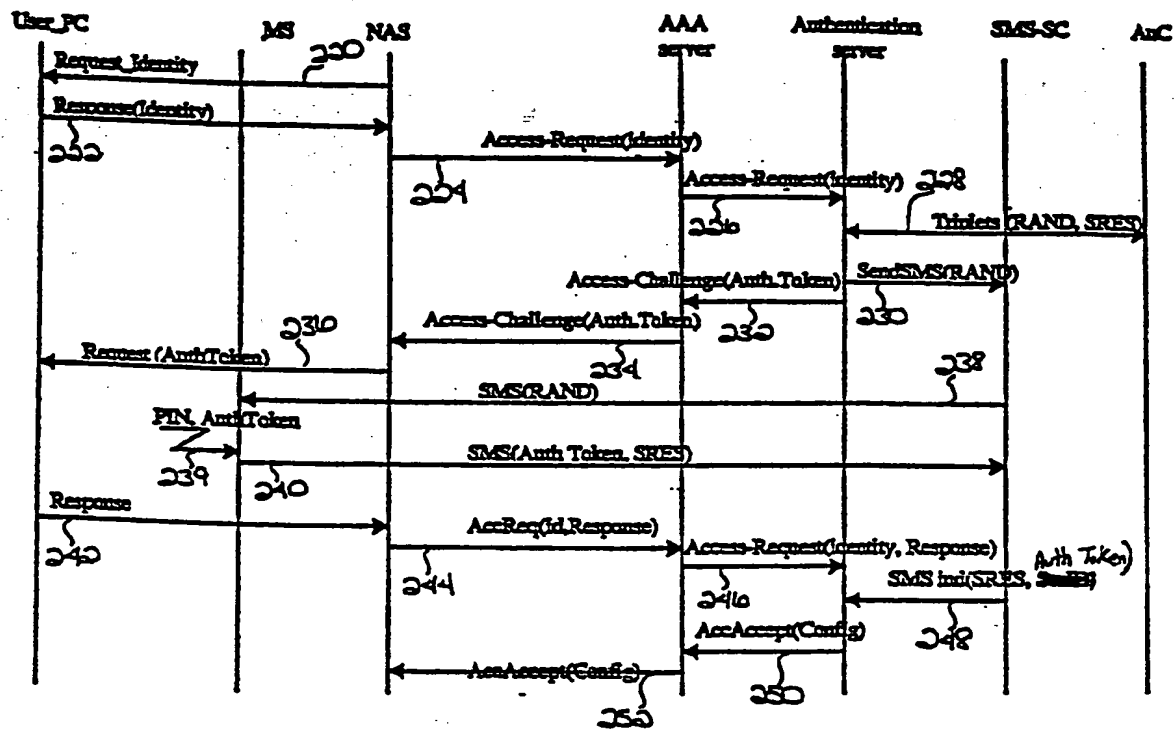 User_PC
MS
NAS
AAA
server
Authentication
server
SMS-SC
AuC
Request_Identity
220
Response(Identity)
222
Access-Request(Identity)
224
Access-Request(identity)
226
228
Triplets (RAND, SRES)
SendSMS(RAND)
230
Access-Challenge(Auth.Token)
232
Access-Challenge(Auth.Token)
234
236
Request (AuthToken)
238
SMS(RAND)
PIN, AuthToken
239
SMS(Auth Token, SRES)
240
Response
242
AccReq(id,Response)
244
Access-Request(identity, Response)
246
Auth Token)
SMS ind(SRES,
248
AccAccept(Config)
250
AccAccept(Config)
252